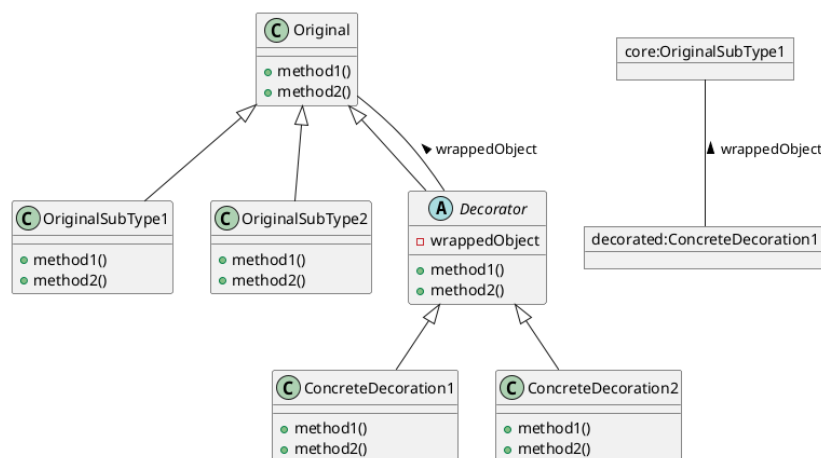 C Original
+ method1()
+ method2()
wrappedObject
core:OriginalSubType1
wrappedObject
C OriginalSubType1
method1()
method2()
C OriginalSubType2
method1()
method2()
A Decorator
wrappedObject
method1()
method2()
decorated:ConcreteDecoration1
C ConcreteDecoration1
method1()
method2()
C ConcreteDecoration2
method1()
method2()